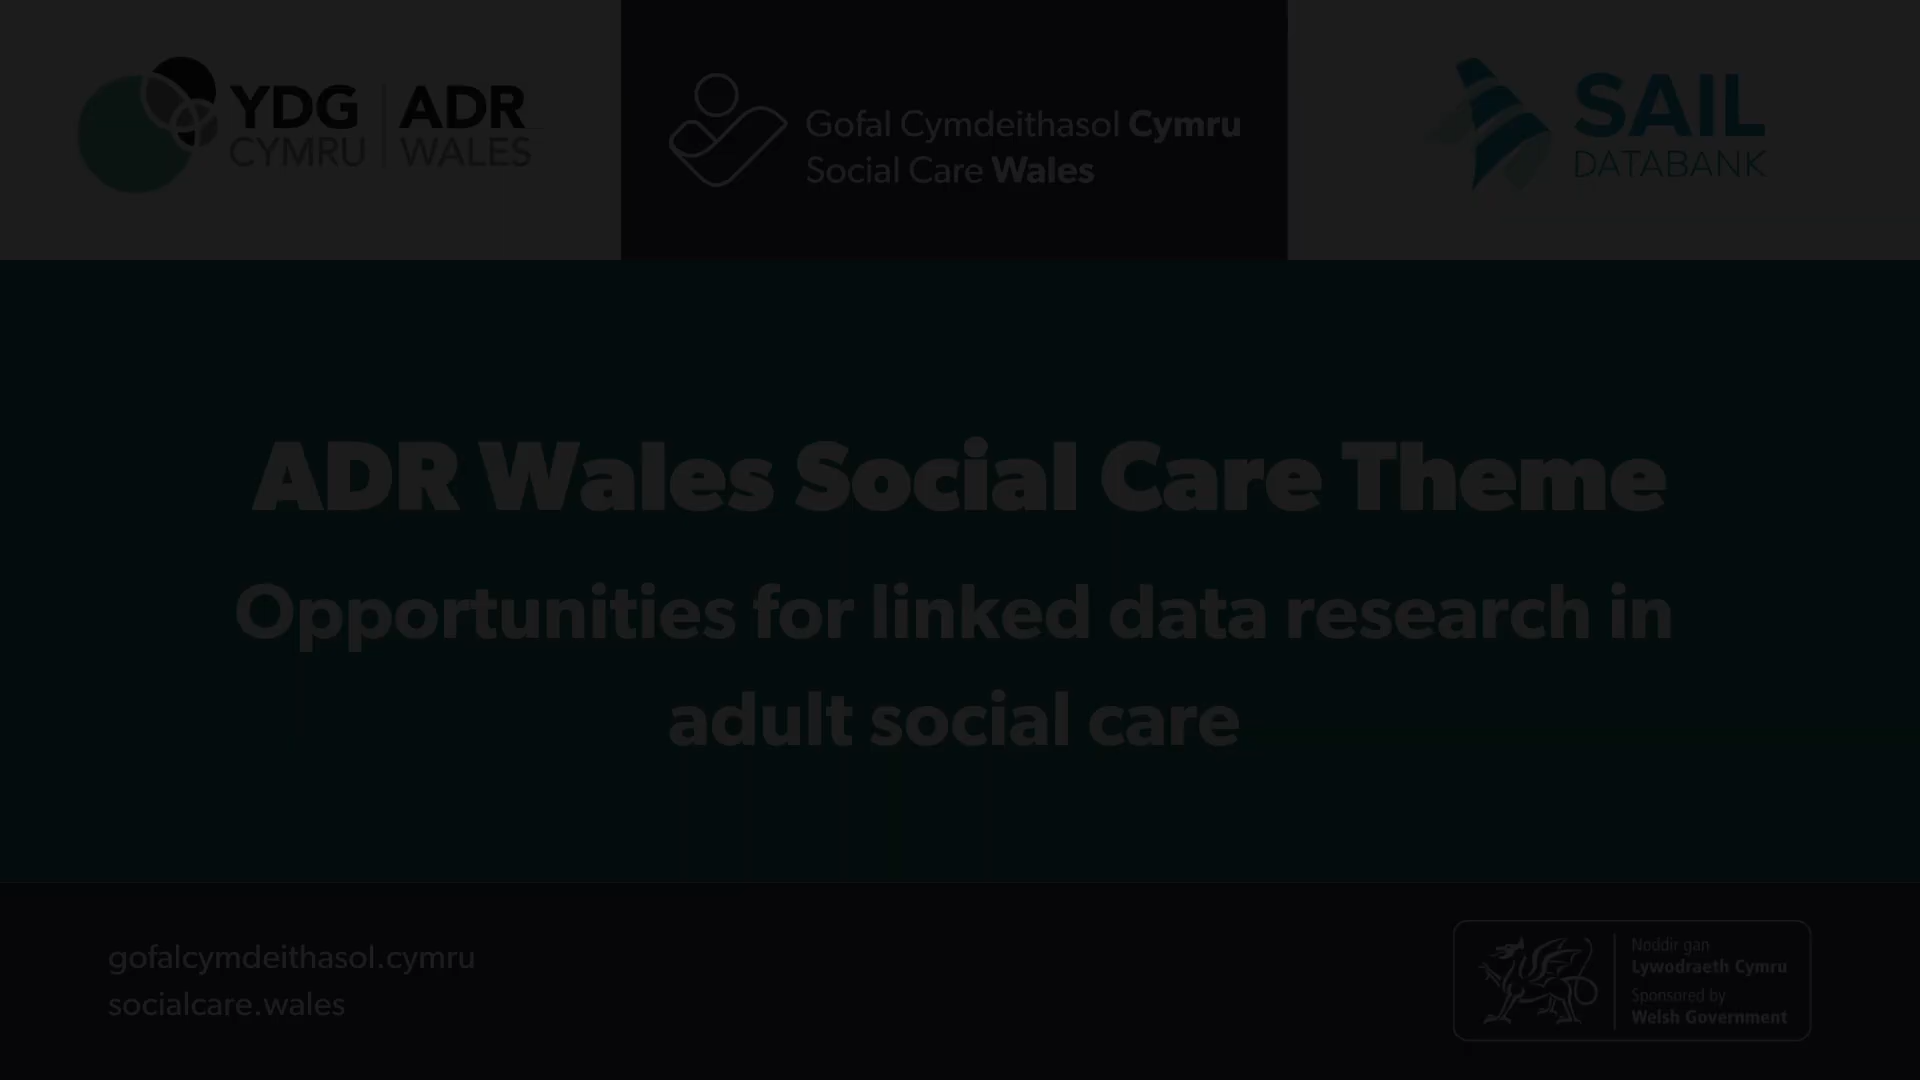 YDG | ADR
CYMRU | WALES
Gofal Cymdeithasol Cymru
Social Care Wales
SAIL
DATABANK
ADR Wales Social Care Theme
Opportunities for linked data research in
adult social care
gofalcymdeithasol.cymru
socialcare.wales
Noddir gan
Lywodraeth Cymru
Sponsored by
Welsh Government